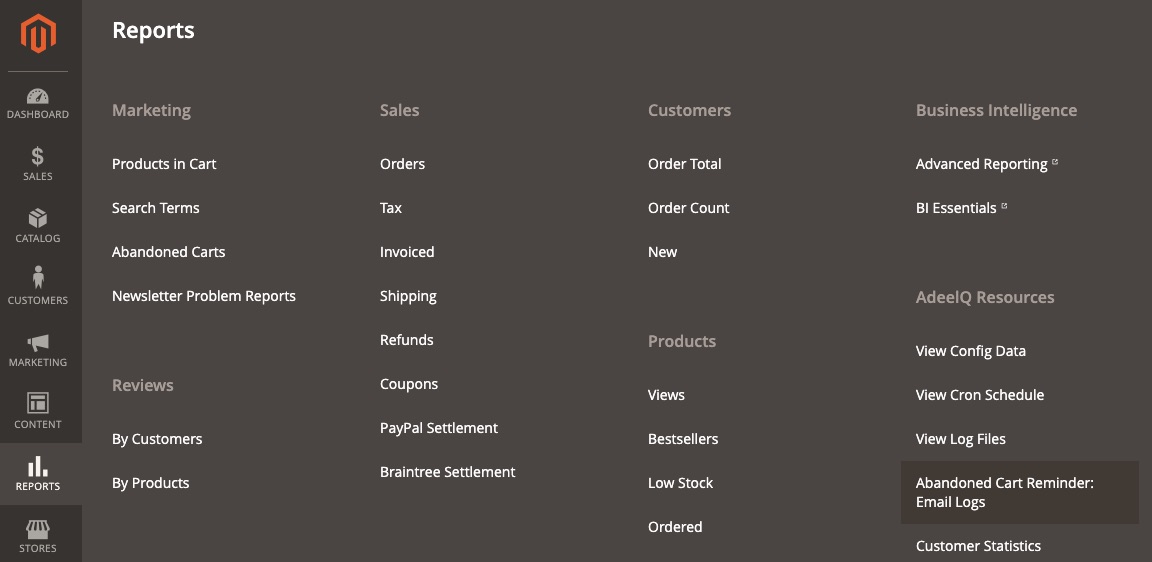 Reports
DASHBOARD
SALES
CATALOG
CUSTOMERS
MARKETING
CONTENT
REPORTS
STORES
Marketing
Products in Cart
Search Terms
Abandoned Carts
Newsletter Problem Reports
Reviews
By Customers
By Products
Sales
Orders
Tax
Invoiced
Shipping
Refunds
Coupons
PayPal Settlement
Braintree Settlement
Customers
Order Total
Order Count
New
Products
Views
Bestsellers
Low Stock
Ordered
Business Intelligence
Advanced Reporting
BI Essentials
AdeelQ Resources
View Config Data
View Cron Schedule
View Log Files
Abandoned Cart Reminder:
Email Logs
Customer Statistics